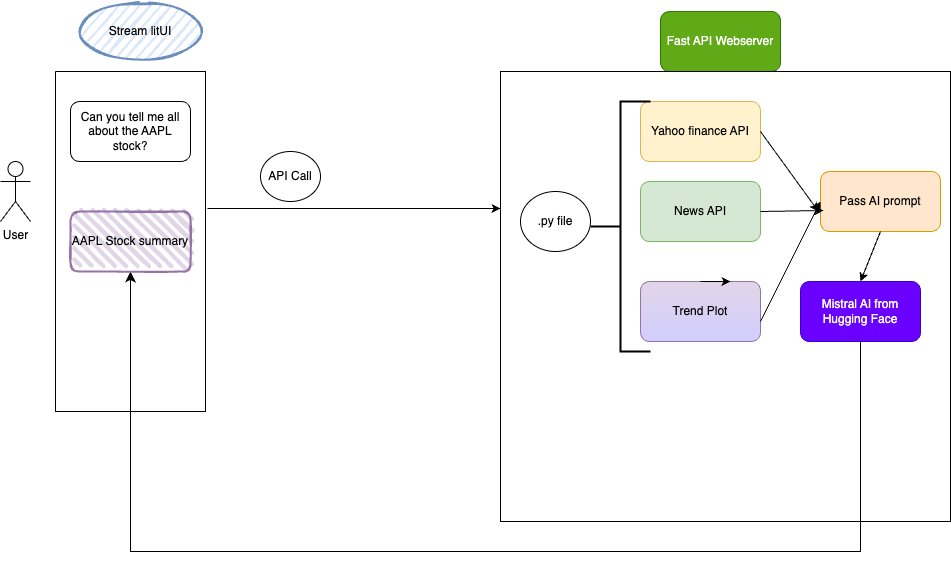 Stream litUI
Fast API Webserver
Can you tell me all
about the AAPL
stock?
Yahoo finance API
API Call
News API
Pass AI prompt
.py file
User
AAPL Stock summary
Trend Plot
Mistral AI from
Hugging Face